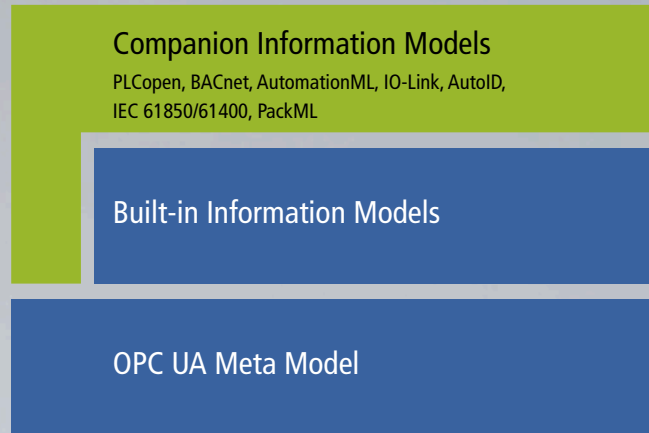 Companion Information Models
PLCopen, BACnet, AutomationML, IO-Link, AutoID,
IEC 61850/61400, PackML
Built-in Information Models
OPC UA Meta Model